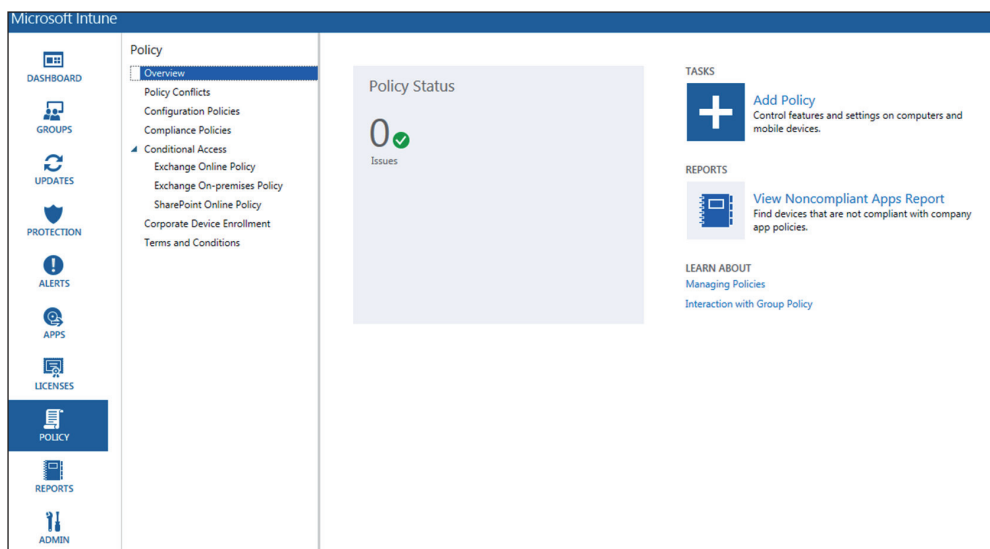 Microsoft Intune
DASHBOARD
GROUPS
UPDATES
PROTECTION
ALERTS
APPS
LICENSES
POLICY
REPORTS
ADMIN
Policy
Overview
Policy Conflicts
Configuration Policies
Compliance Policies
Conditional Access
Exchange Online Policy
Exchange On-premises Policy
SharePoint Online Policy
Corporate Device Enrollment
Terms and Conditions
Policy Status
0
Issues
TASKS
Add Policy
Control features and settings on computers and
mobile devices.
REPORTS
View Noncompliant Apps Report
Find devices that are not compliant with company
app policies.
LEARN ABOUT
Managing Policies
Interaction with Group Policy